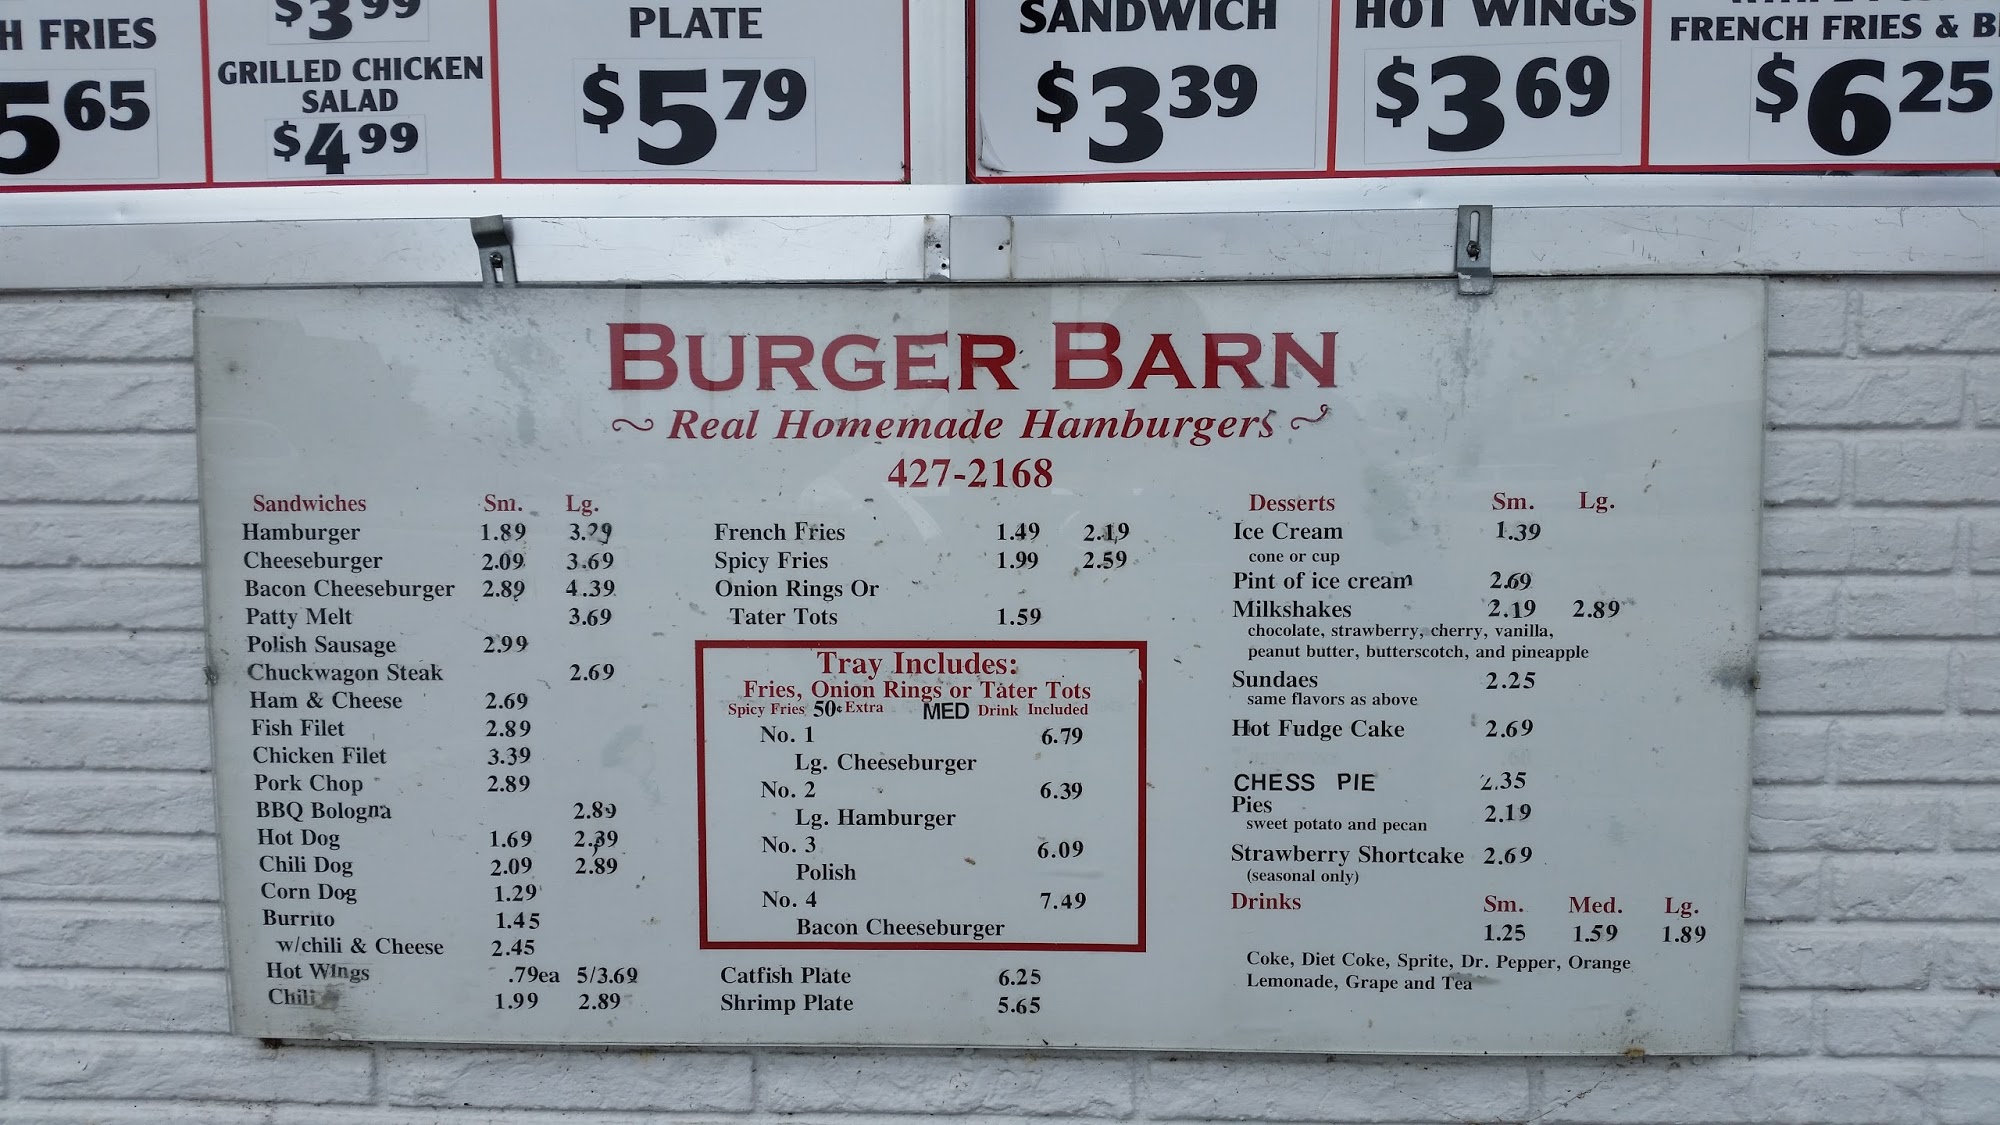 H FRIES
5 65
$3 99
GRILLED CHICKEN
SALAD
$4 99
PLATE
$5 79
SANDWICH
$3 39
HOT WINGS
$3 69
FRENCH FRIES & B
$6 25
BURGER BARN
~ Real Homemade Hamburgers ~
427-2168
Sandwiches Sm. Lg.
Hamburger 1.89
Cheeseburger 2.09 3.69
Bacon Cheeseburger 2.89 4.39
Patty Melt 3.69
Polish Sausage 2.99
Chuckwagon Steak 2.69
Ham & Cheese 2.69
Fish Filet 2.89
Chicken Filet 3.39
Pork Chop 2.89
BBQ Bologna 2.89
Hot Dog 1.69 2.39
Chili Dog 2.09 2.89
Corn Dog 1.29
Burrito 1.45
w/chili & Cheese 2.45
Hot Wings .79ea 5/3.69
Chili 1.99 2.89
French Fries 1.49 2.19
Spicy Fries 1.99 2.59
Onion Rings Or
Tater Tots 1.59
Tray Includes:
Fries, Onion Rings or Tater Tots
Spicy Fries 50¢ Extra MED Drink Included
No. 1 6.79
Lg. Cheeseburger
No. 2 6.39
Lg. Hamburger
No. 3 6.09
Polish
No. 4 7.49
Bacon Cheeseburger
Catfish Plate 6.25
Shrimp Plate 5.65
Desserts Sm. Lg.
Ice Cream 1.39
cone or cup
Pint of ice cream 2.69
Milkshakes 2.19 2.89
chocolate, strawberry, cherry, vanilla,
peanut butter, butterscotch, and pineapple
Sundaes 2.25
same flavors as above
Hot Fudge Cake 2.69
CHESS PIE 2.35
Pies 2.19
sweet potato and pecan
Strawberry Shortcake 2.69
(seasonal only)
Drinks Sm. Med. Lg.
1.25 1.59 1.89
Coke, Diet Coke, Sprite, Dr. Pepper, Orange
Lemonade, Grape and Tea